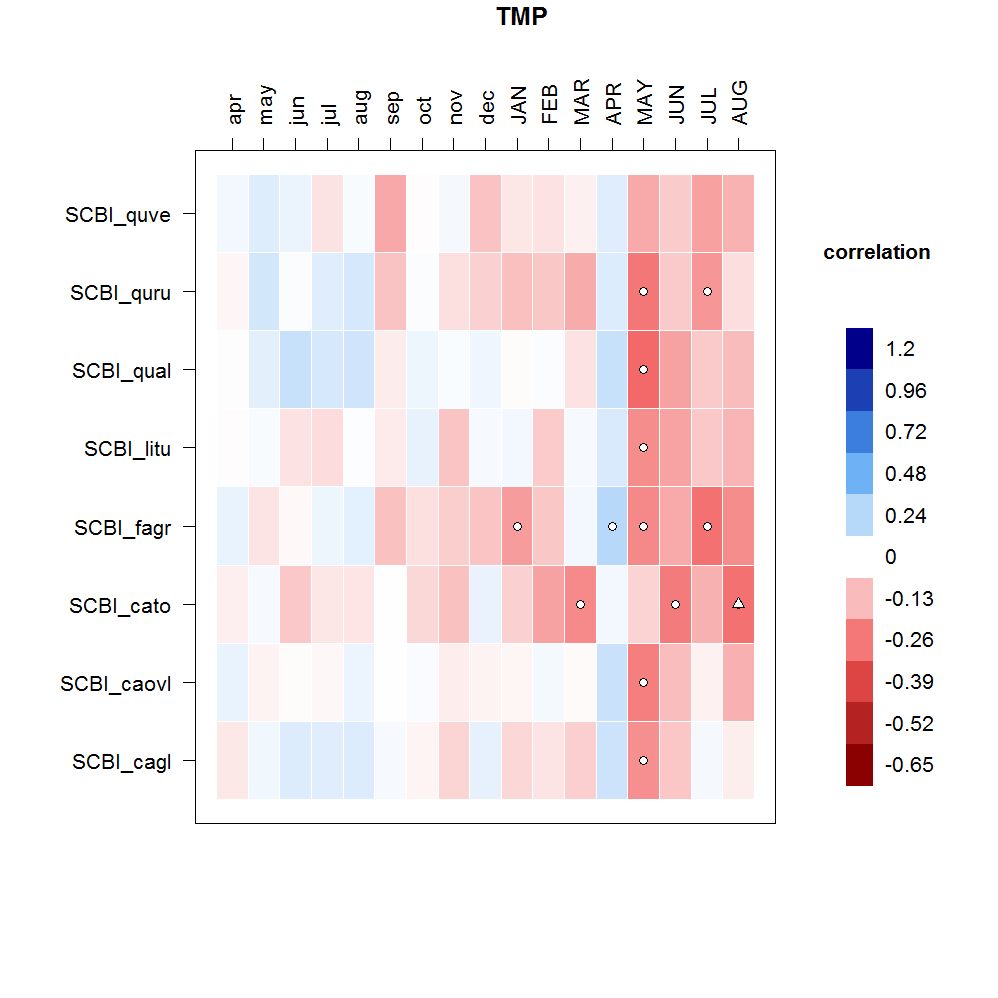 TMP
apr
may
jun
jul
aug
sep
oct
nov
dec
JAN
FEB
MAR
APR
MAY
JUN
JUL
AUG
SCBI_quve
SCBI_quru
SCBI_qual
SCBI_litu
SCBI_fagr
SCBI_cato
SCBI_caovl
SCBI_cagl
correlation
1.2
0.96
0.72
0.48
0.24
0
-0.13
-0.26
-0.39
-0.52
-0.65